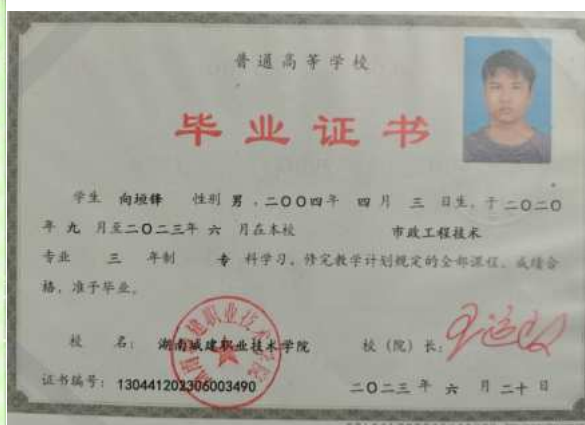 普通高等学校
毕业证书
学生 向垣锋 性别 男，二〇〇四年 四 月 三 日生，于二〇二〇
年 九 月至二〇二三年 六 月在本校 市政工程技术
专业 三 年制 专 科学习，修完教学计划规定的全部课程，成绩合
格，准予毕业。
校 名： 湖南城建职业技术学院 校（院）长：
证书编号： 130441202306003490 二〇二三 年 六 月 二十 日